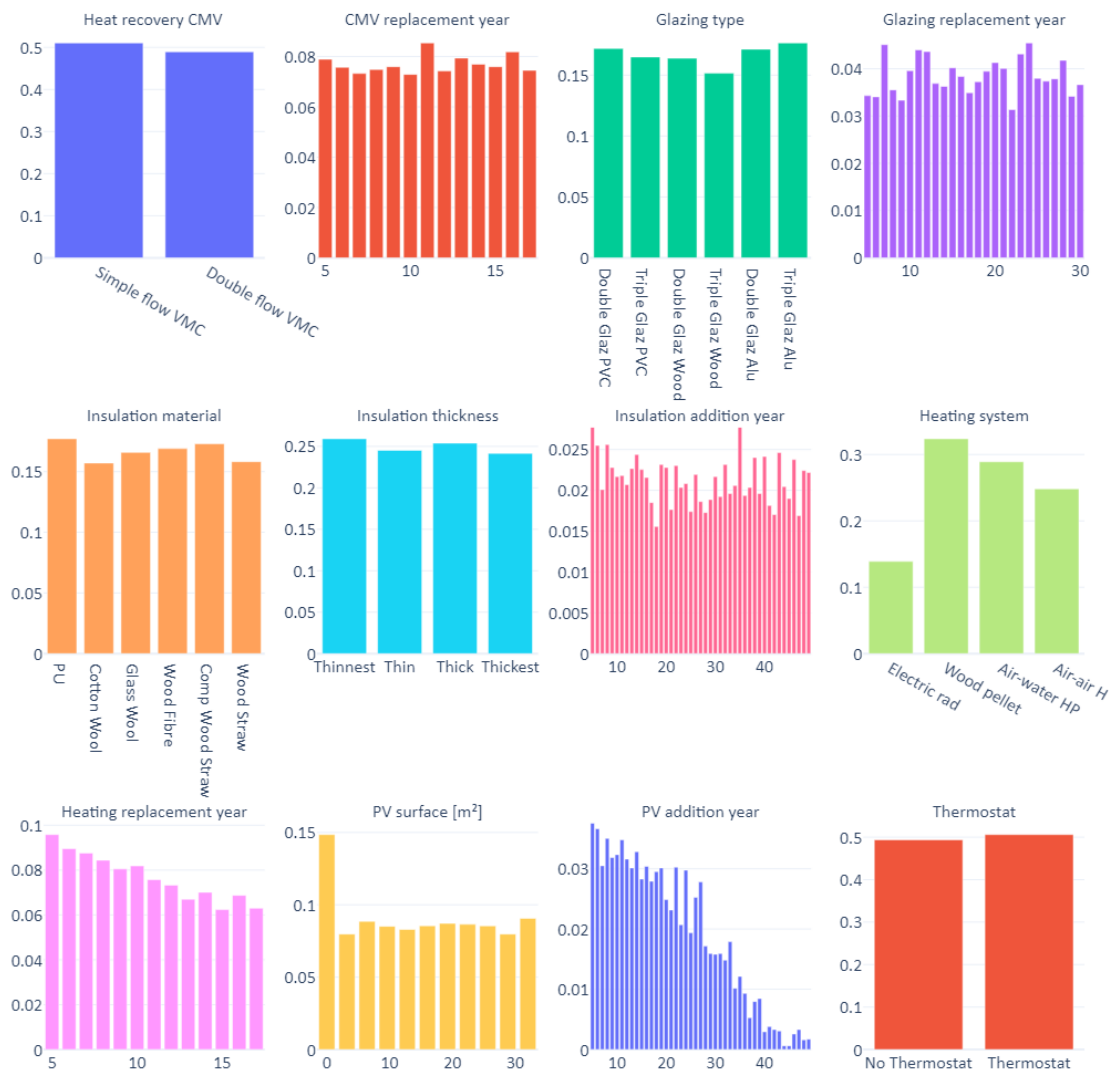 Heat recovery CMV
CMV replacement year
Glazing type
Glazing replacement year
0.5
0.4
0.3
0.2
0.1
0
Simple flow VMC
Double flow VMC
0.08
0.06
0.04
0.02
0
5
10
15
0.15
0.1
0.05
0
Double Glaz PVC
Triple Glaz PVC
Double Glaz Wood
Triple Glaz Wood
Double Glaz Alu
Triple Glaz Alu
0.04
0.03
0.02
0.01
0
10
20
30
Insulation material
Insulation thickness
Insulation addition year
Heating system
0.15
0.1
0.05
0
PU
Cotton Wool
Glass Wool
Wood Fibre
Comp Wood Straw
Wood Straw
0.25
0.2
0.15
0.1
0.05
0
Thinnest
Thin
Thick
Thickest
0.025
0.02
0.015
0.01
0.005
0
10
20
30
40
0.3
0.2
0.1
0
Electric rad
Wood pellet
Air-water HP
Air-air H
Heating replacement year
PV surface [m²]
PV addition year
Thermostat
0.1
0.08
0.06
0.04
0.02
0
5
10
15
0.15
0.1
0.05
0
0
10
20
30
0.03
0.02
0.01
0
10
20
30
40
0.5
0.4
0.3
0.2
0.1
0
No Thermostat
Thermostat